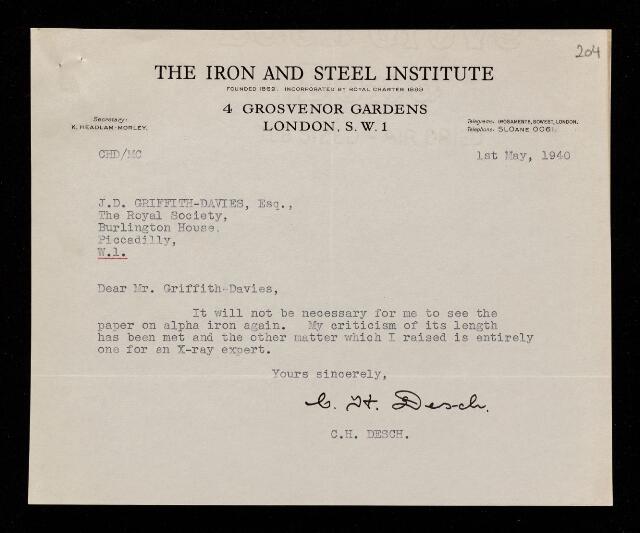 204
THE IRON AND STEEL INSTITUTE
FOUNDED 1869. INCORPORATED BY ROYAL CHARTER 1899
4 GROSVENOR GARDENS
LONDON, S.W. 1
Secretary:
K. HEADLAM-MORLEY.
Telegrams: IROSAMENTS, SOWEST, LONDON.
Telephone: SLOANE 0061.
CHD/MC
1st May, 1940
J.D. GRIFFITH-DAVIES, Esq.,
The Royal Society,
Burlington House,
Piccadilly,
W.1.
Dear Mr. Griffith-Davies,
It will not be necessary for me to see the
paper on alpha iron again. My criticism of its length
has been met and the other matter which I raised is entirely
one for an X-ray expert.
Yours sincerely,
C. H. Desch.
C.H. DESCH.